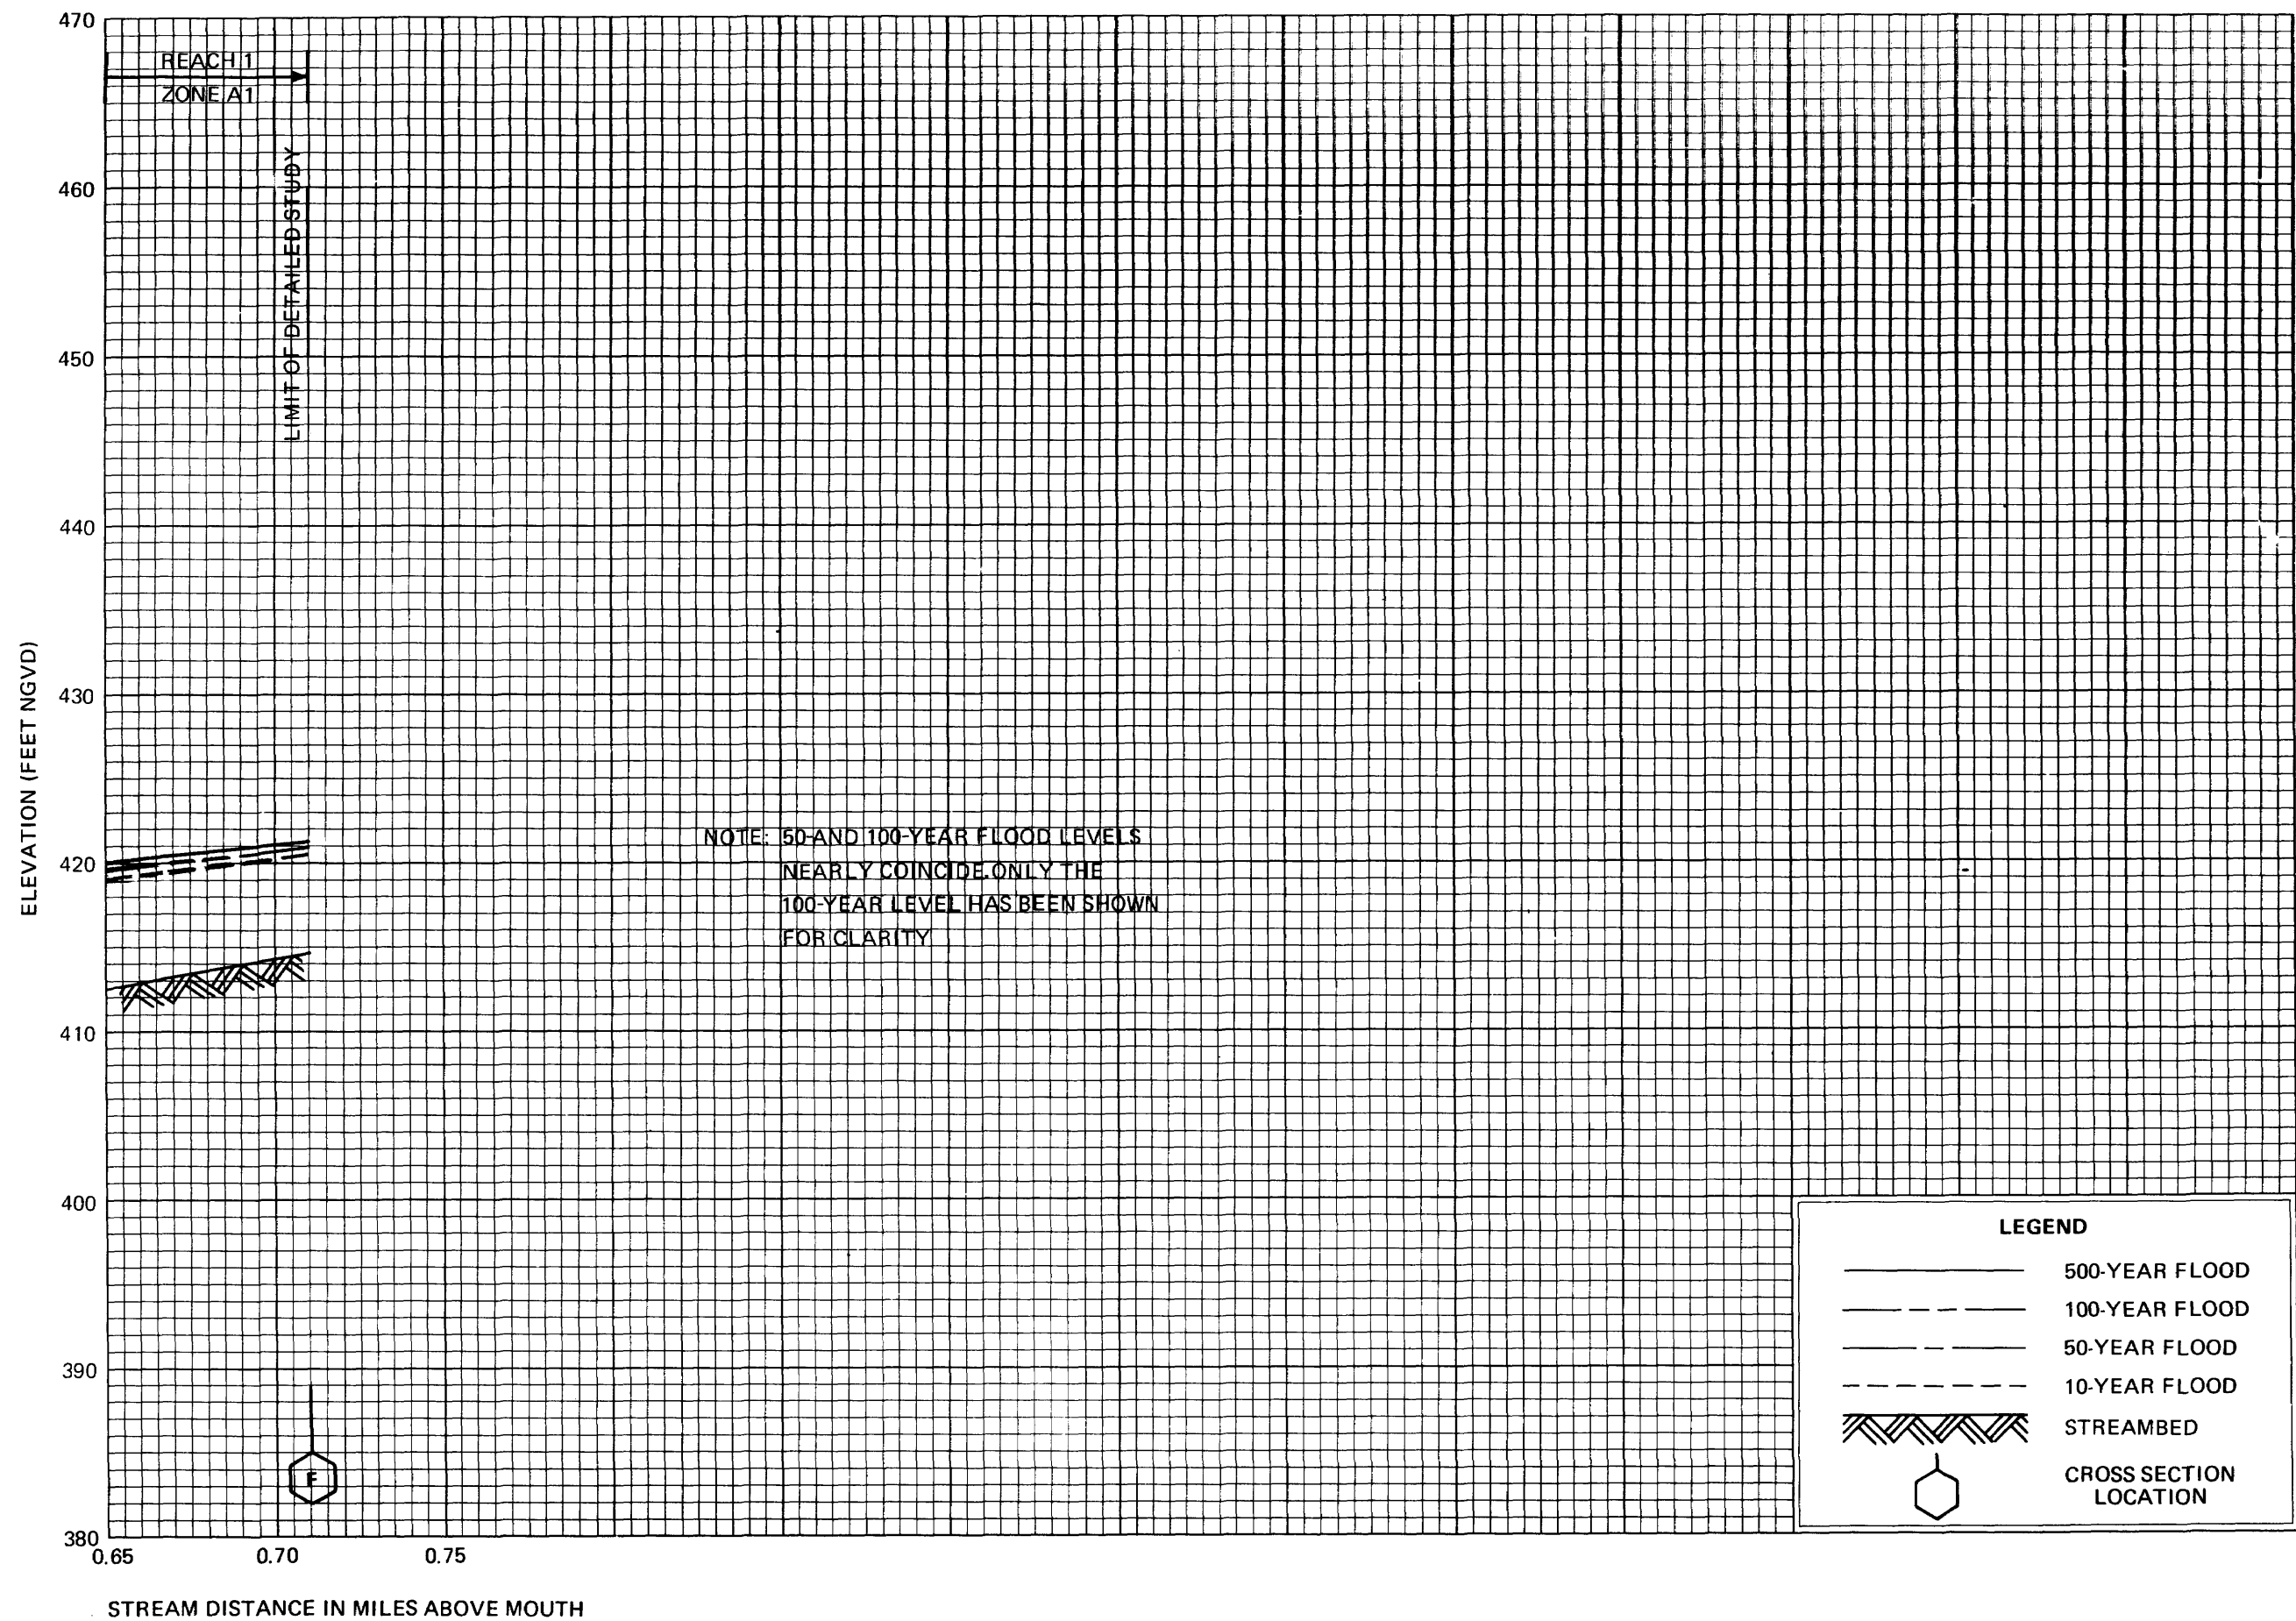 470
REACH 1
ZONE A1
LIMIT OF DETAILED STUDY
460
450
440
ELEVATION (FEET NGVD)
430
420
410
400
390
380
NOTE: 50-AND 100-YEAR FLOOD LEVELS
NEARLY COINCIDE.ONLY THE
100-YEAR LEVEL HAS BEEN SHOWN
FOR CLARITY
F
0.65 0.70 0.75
STREAM DISTANCE IN MILES ABOVE MOUTH
LEGEND
500-YEAR FLOOD
100-YEAR FLOOD
50-YEAR FLOOD
10-YEAR FLOOD
STREAMBED
CROSS SECTION
LOCATION